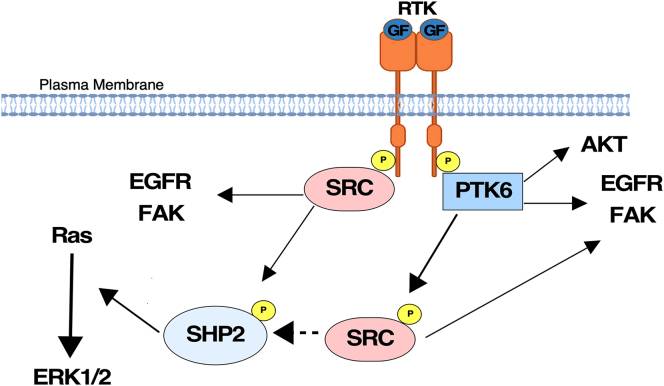 RTK
GF GF
Plasma Membrane
P P
AKT
SRC
PTK6
EGFR
FAK
EGFR
FAK
Ras
P P
SHP2
SRC
ERK1/2